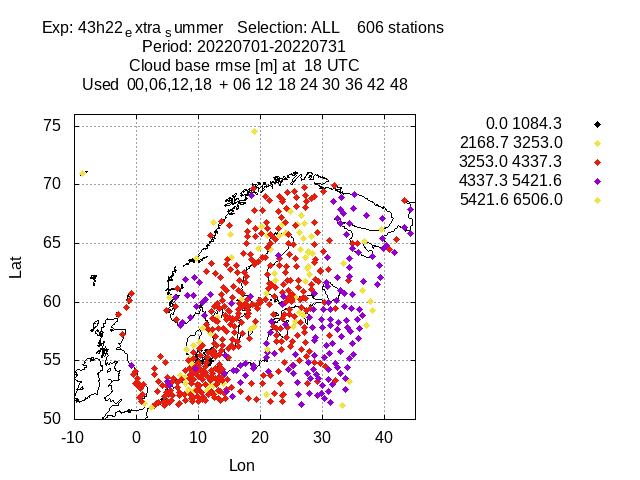 Exp: 43h22 e xtra s ummer Selection: ALL 606 stations
Period: 20220701-20220731
Cloud base rmse [m] at 18 UTC
Used 00,06,12,18 + 06 12 18 24 30 36 42 48
0.0 1084.3
2168.7 3253.0
3253.0 4337.3
4337.3 5421.6
5421.6 6506.0
75
70
65
60
55
50
Lat
-10 0 10 20 30 40
Lon